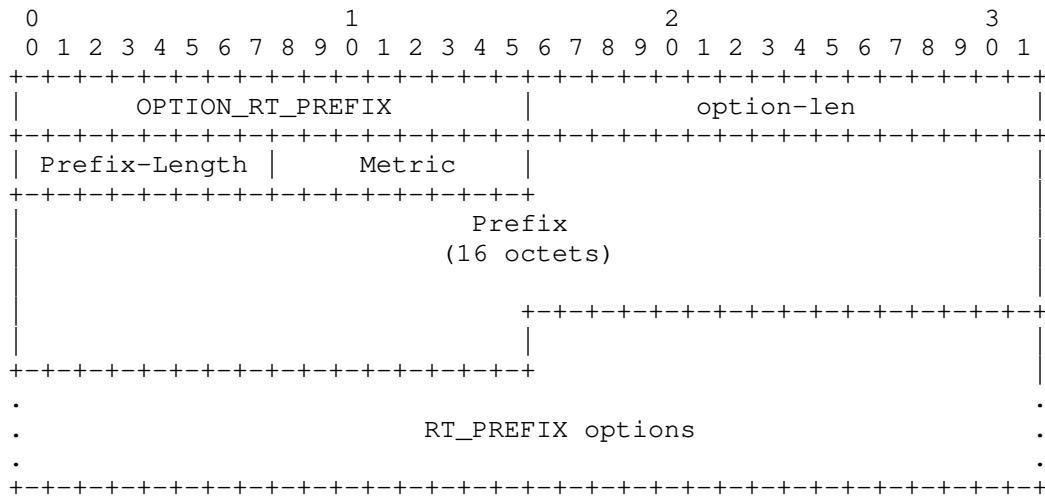 0                   1                   2                   3
0 1 2 3 4 5 6 7 8 9 0 1 2 3 4 5 6 7 8 9 0 1 2 3 4 5 6 7 8 9 0 1
+-+-+-+-+-+-+-+-+-+-+-+-+-+-+-+-+-+-+-+-+-+-+-+-+-+-+-+-+-+-+-+-+
|       OPTION_RT_PREFIX        |          option-len           |
+-+-+-+-+-+-+-+-+-+-+-+-+-+-+-+-+-+-+-+-+-+-+-+-+-+-+-+-+-+-+-+-+
| Prefix-Length |     Metric    |                               |
+-+-+-+-+-+-+-+-+-+-+-+-+-+-+-+-+                               |
|                            Prefix                             |
|                          (16 octets)                          |
|                                                               |
|                               +-+-+-+-+-+-+-+-+-+-+-+-+-+-+-+-+
|                               |                               |
+-+-+-+-+-+-+-+-+-+-+-+-+-+-+-+-+                               |
.                                                               .
.                         RT_PREFIX options                     .
.                                                               .
+-+-+-+-+-+-+-+-+-+-+-+-+-+-+-+-+-+-+-+-+-+-+-+-+-+-+-+-+-+-+-+-+